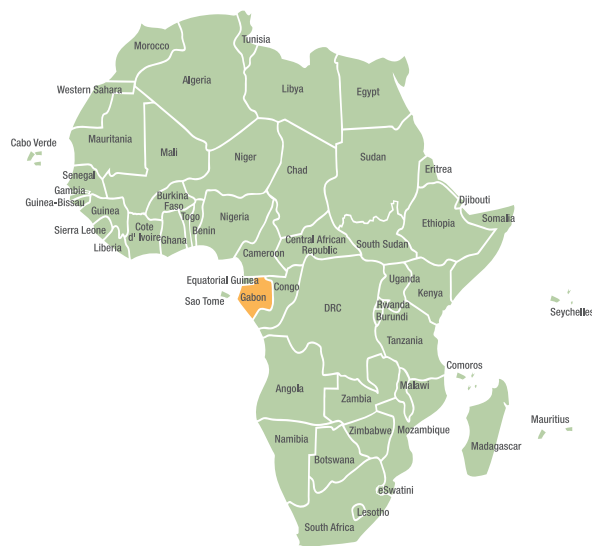 Tunisia
Morocco
Algeria
Libya
Egypt
Western Sahara
Mauritania
Cabo Verde
Mali
Niger
Chad
Sudan
Eritrea
Senegal
Gambia
Guinea-Bissau
Guinea
Burkina
Faso
Djibouti
Sierra Leone
Cote
d' Ivoire
Togo
Nigeria
Ethiopia
Somalia
Liberia
Ghana
Benin
Central African
Republic
South Sudan
Cameroon
Equatorial Guinea
Congo
Uganda
Kenya
Sao Tome
Gabon
DRC
Rwanda
Burundi
Seychelles
Tanzania
Comoros
Angola
Malawi
Zambia
Mauritius
Namibia
Zimbabwe
Mozambique
Madagascar
Botswana
eSwatini
Lesotho
South Africa